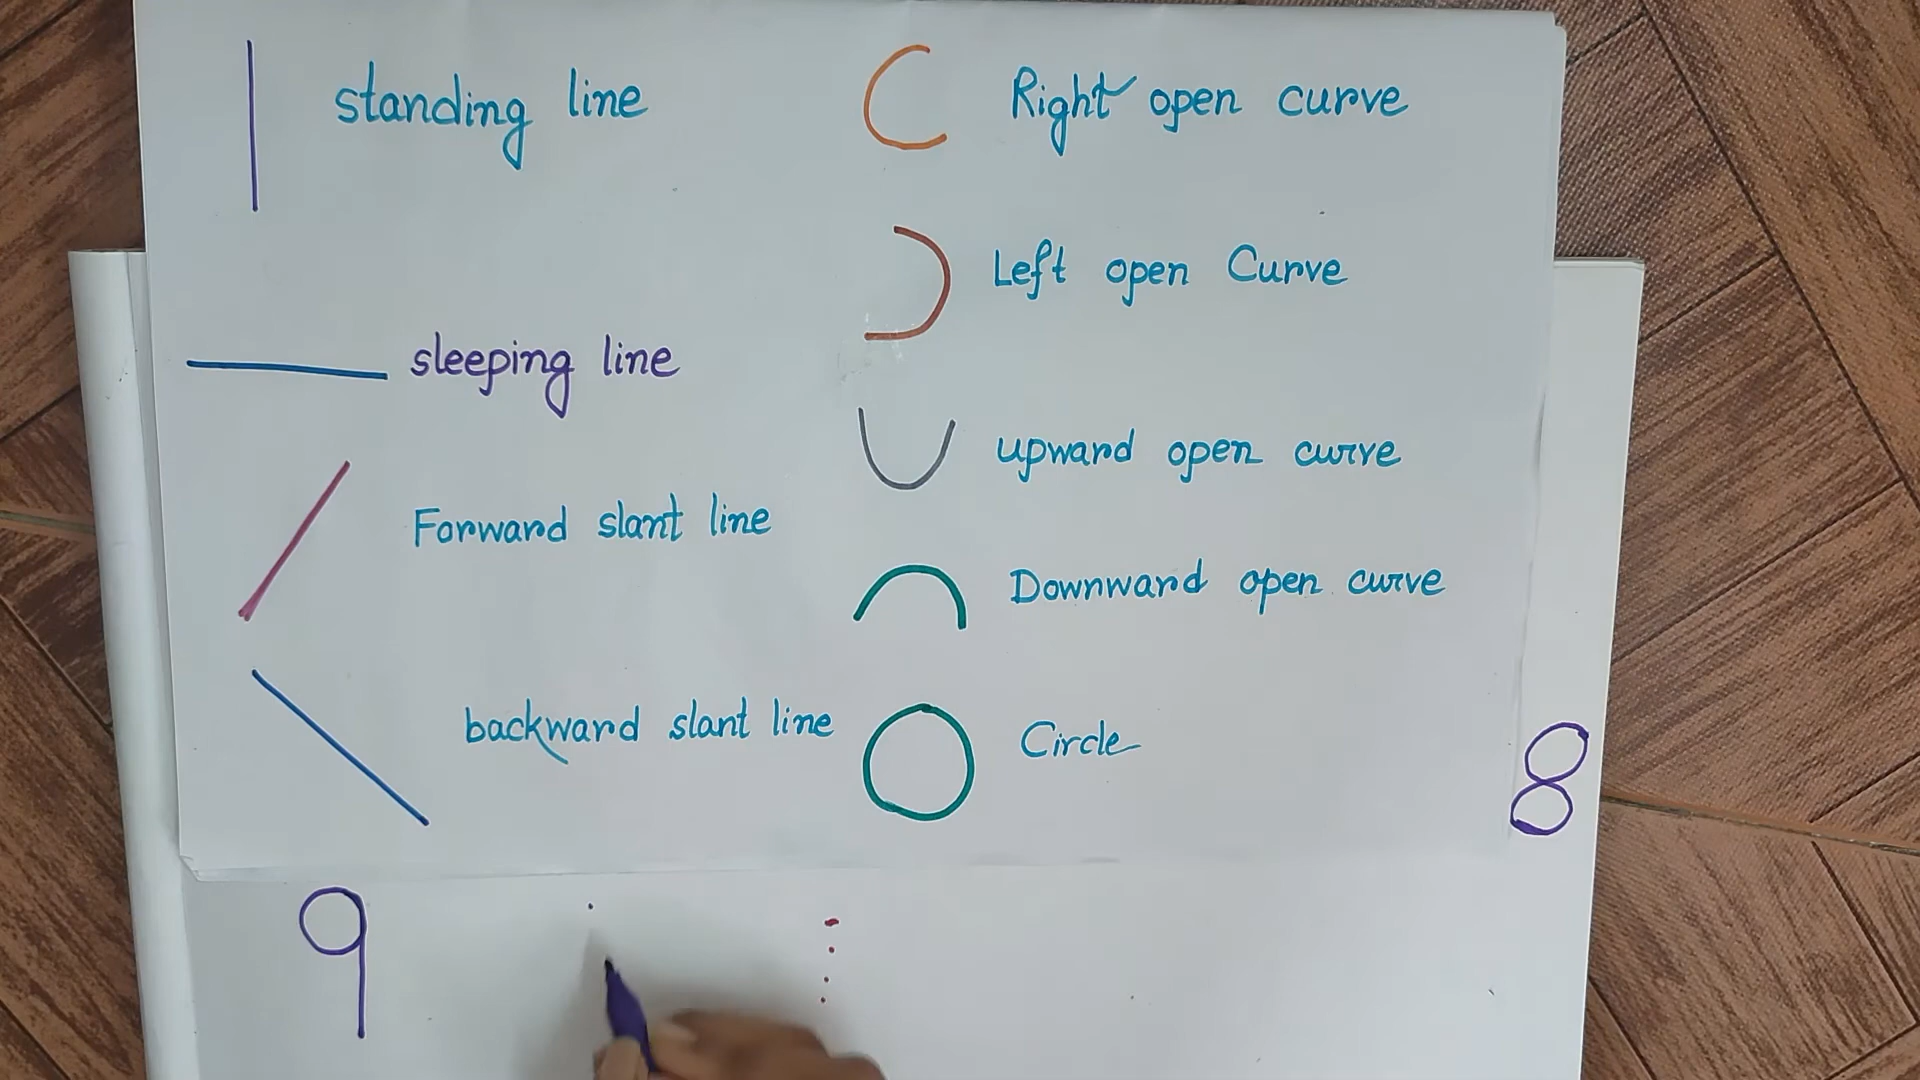 standing line
sleeping line
Forward slant line
backward slant line
Right open curve
Left open Curve
upward open curve
Downward open curve
Circle
8
9